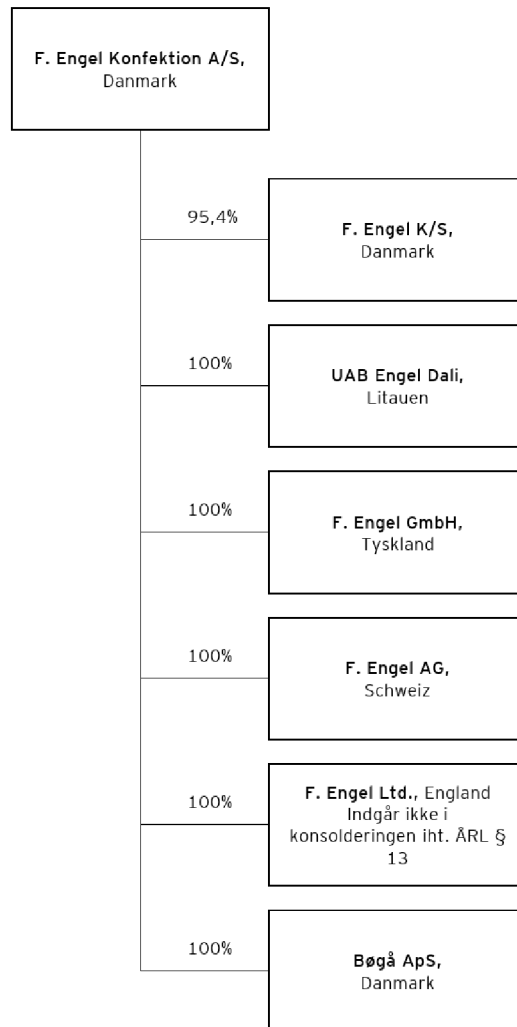 F. Engel Konfektion A/S,
Danmark
95,4%
F. Engel K/S,
Danmark
100%
UAB Engel Dali,
Litauen
100%
F. Engel GmbH,
Tyskland
100%
F. Engel AG,
Schweiz
100%
F. Engel Ltd., England
Indgår ikke i
konsolderingen iht. ÅRL §
13
100%
Bøgå ApS,
Danmark